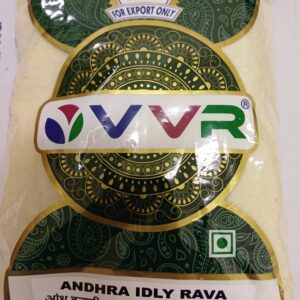 FOR EXPORT ONLY
VVR®
ANDHRA IDLY RAVA